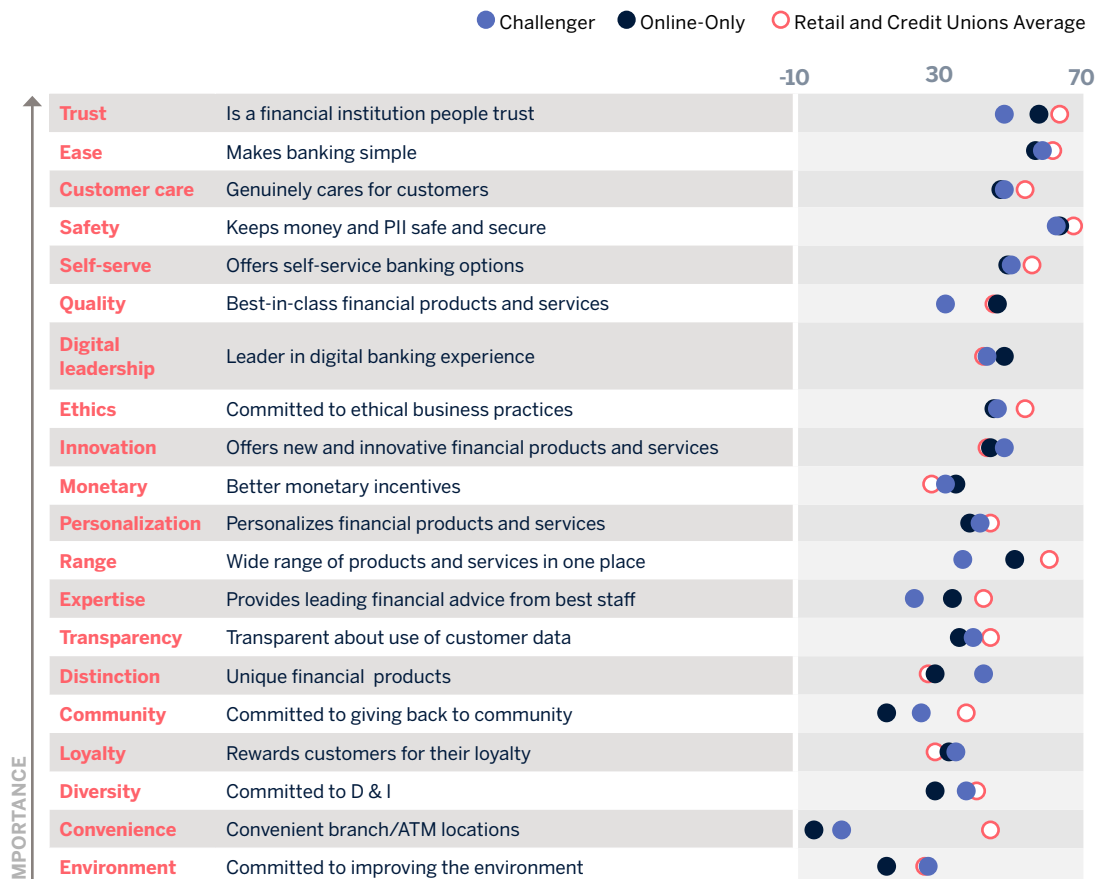 Challenger Online-Only Retail and Credit Unions Average
-10 30 70
Trust Is a financial institution people trust
Ease Makes banking simple
Customer care Genuinely cares for customers
Safety Keeps money and PII safe and secure
Self-serve Offers self-service banking options
Quality Best-in-class financial products and services
Digital
leadership Leader in digital banking experience
Ethics Committed to ethical business practices
Innovation Offers new and innovative financial products and services
Monetary Better monetary incentives
Personalization Personalizes financial products and services
Range Wide range of products and services in one place
Expertise Provides leading financial advice from best staff
Transparency Transparent about use of customer data
Distinction Unique financial products
Community Committed to giving back to community
Loyalty Rewards customers for their loyalty
Diversity Committed to D & I
Convenience Convenient branch/ATM locations
Environment Committed to improving the environment
MPORTANCE